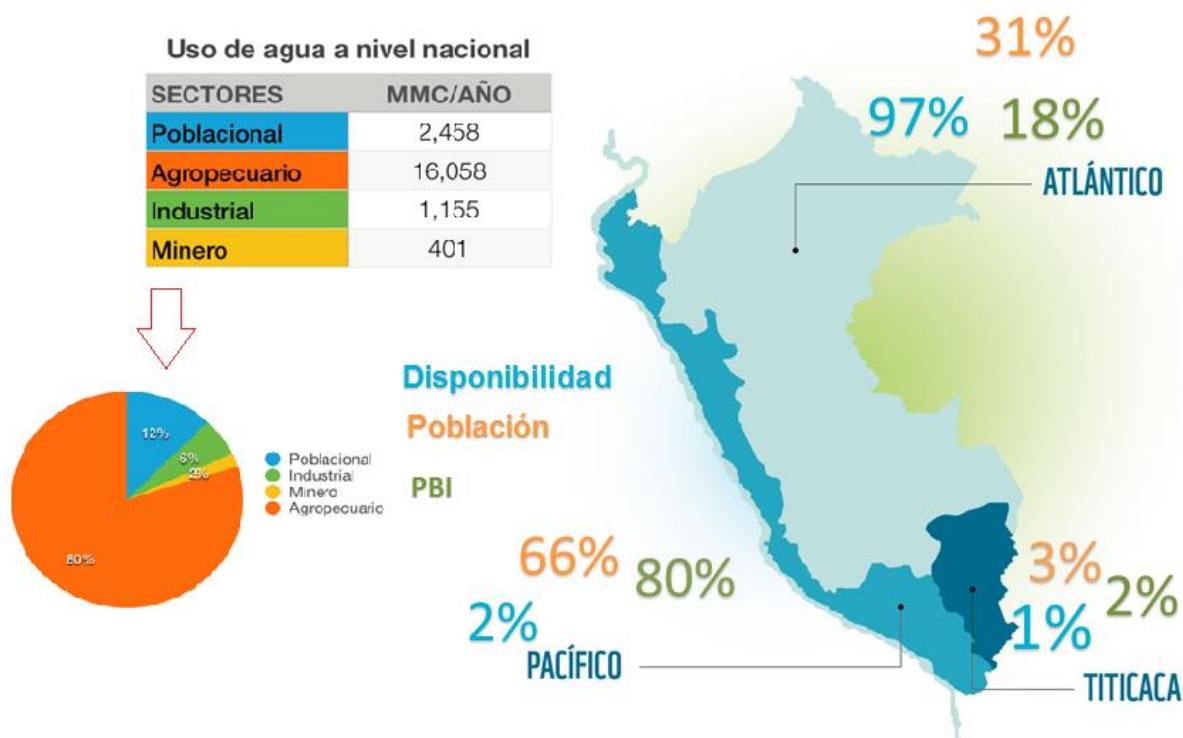 Uso de agua a nivel nacional
SECTORES MMC/AÑO
Poblacional 2,458
Agropecuario 16,058
Industrial 1,155
Minero 401
12%
6%
2%
80%
Poblacional
Industrial
Minero
Agropecuario
Disponibilidad
Población
PBI
31%
97% 18%
ATLÁNTICO
66% 80%
2%
PACÍFICO
3%
1% 2%
TITICACA